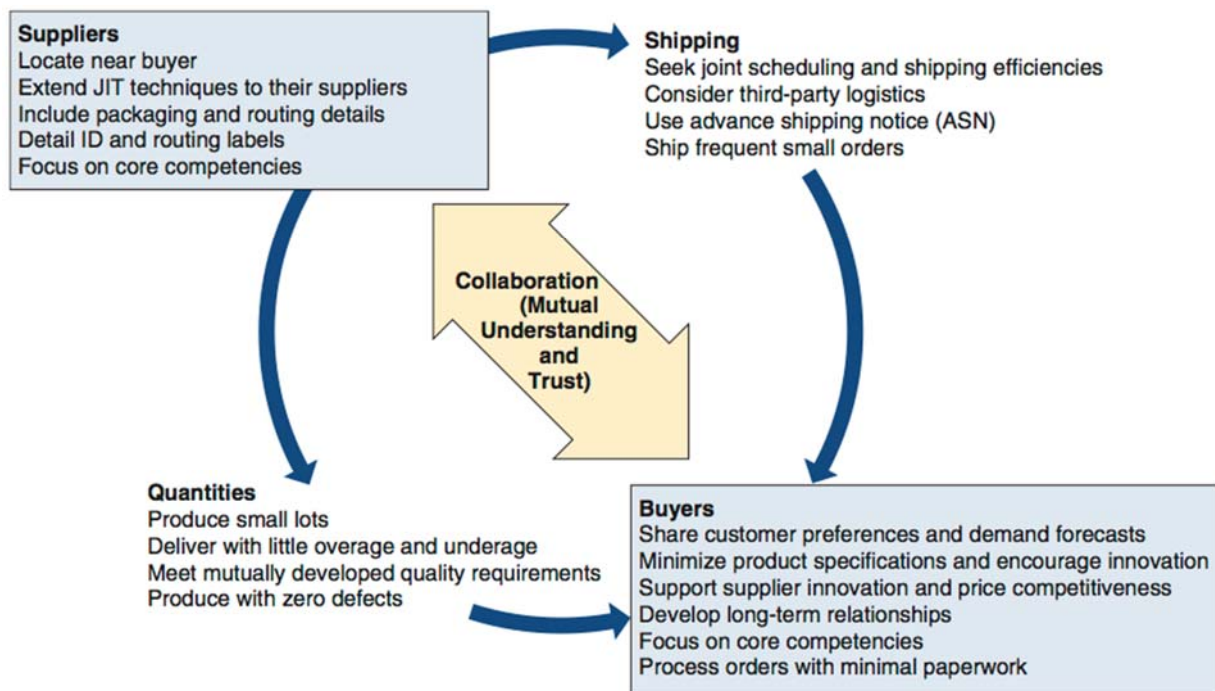 Suppliers
Locate near buyer
Extend JIT techniques to their suppliers
Include packaging and routing details
Detail ID and routing labels
Focus on core competencies
Shipping
Seek joint scheduling and shipping efficiencies
Consider third-party logistics
Use advance shipping notice (ASN)
Ship frequent small orders
Collaboration
(Mutual
Understanding
and
Trust)
Quantities
Produce small lots
Deliver with little overage and underage
Meet mutually developed quality requirements
Produce with zero defects
Buyers
Share customer preferences and demand forecasts
Minimize product specifications and encourage innovation
Support supplier innovation and price competitiveness
Develop long-term relationships
Focus on core competencies
Process orders with minimal paperwork